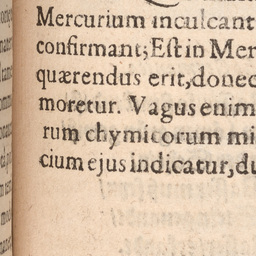 Mercurium inculcant
confirmant; Est in Mer
quærendus erit, donec
moretur. Vagus enim
rum chymicorum mi
cium ejus indicatur, du